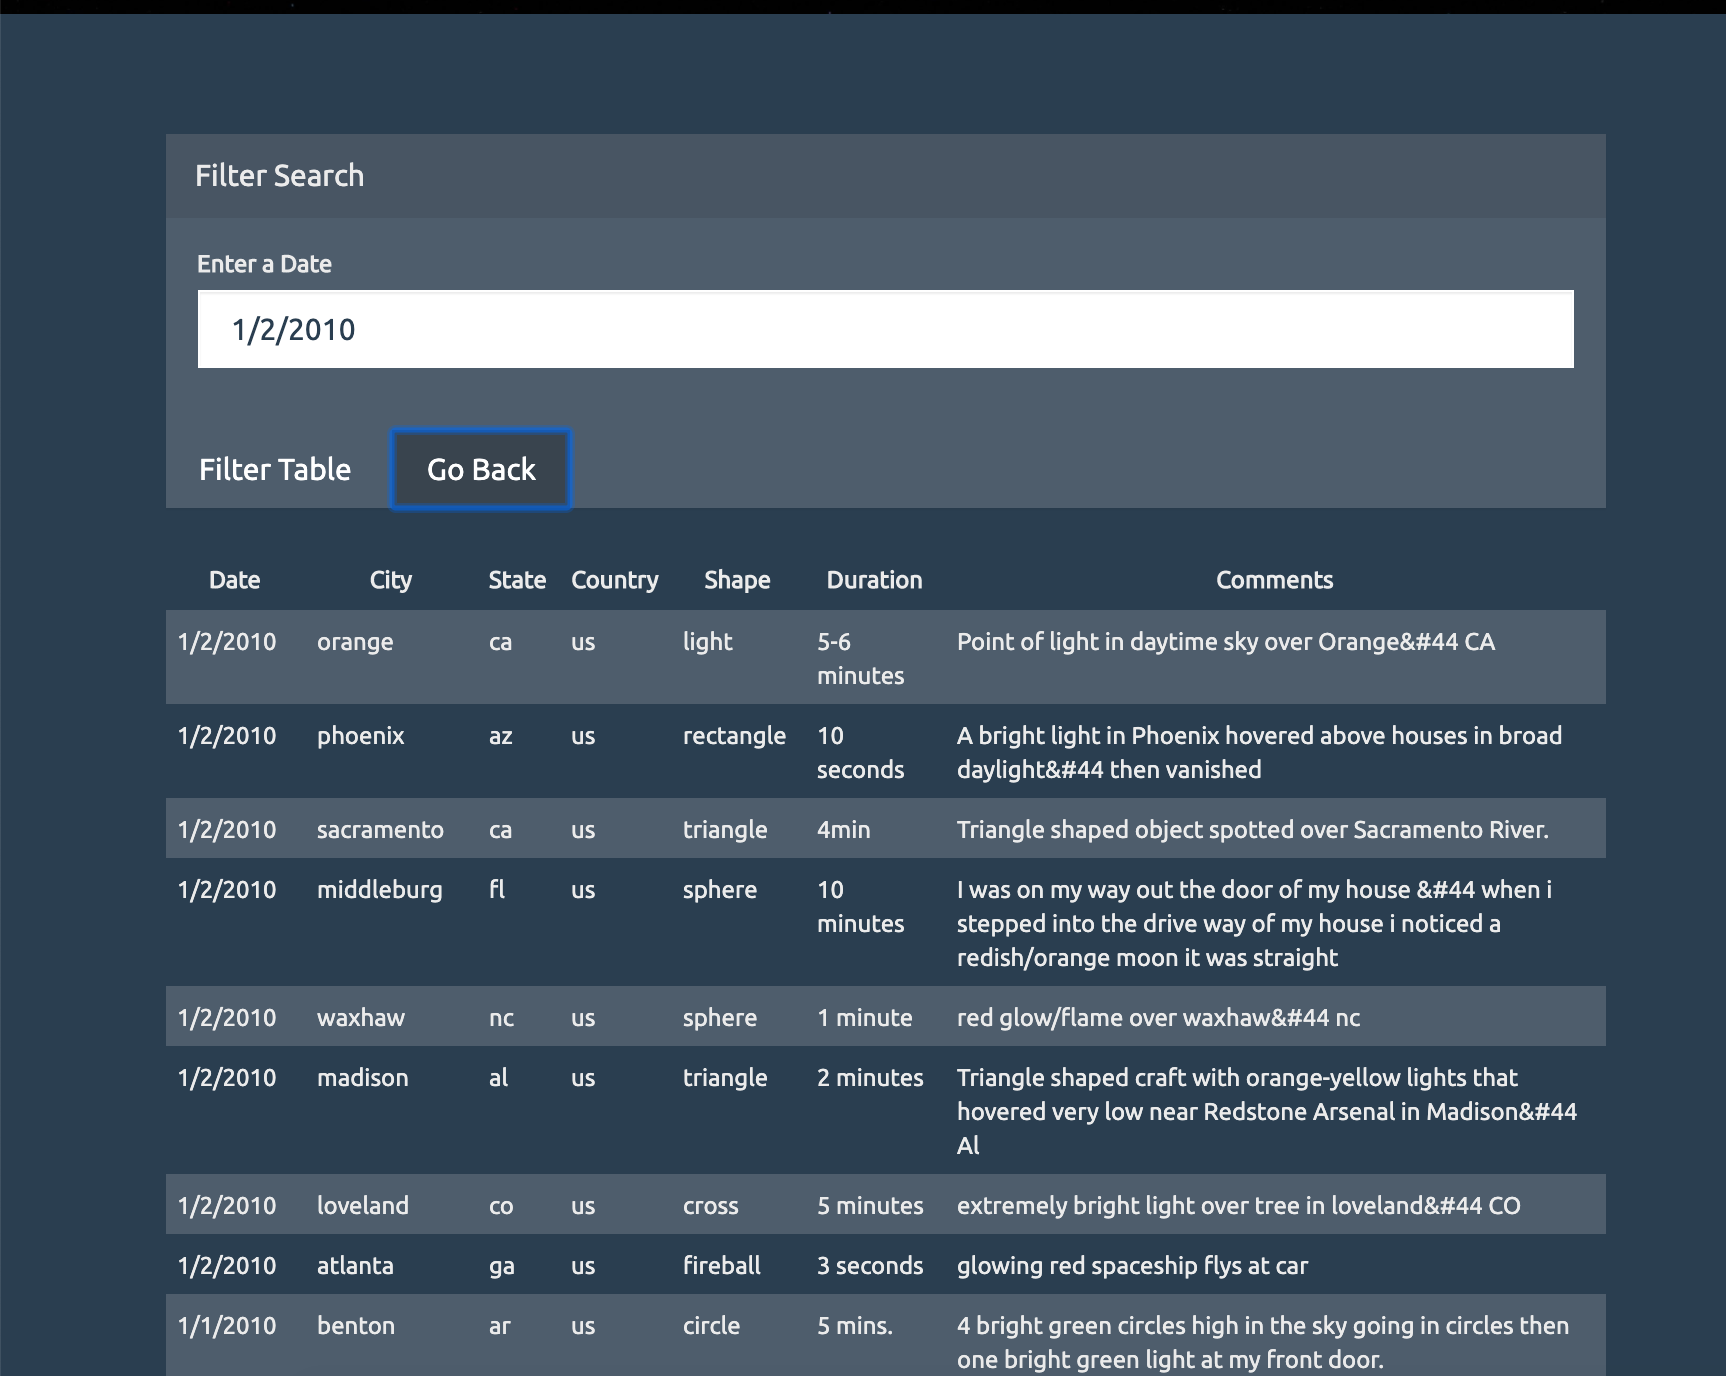 Filter Search
Enter a Date
1/2/2010
Filter Table Go Back
Date City State Country Shape Duration Comments
1/2/2010 orange ca us light 5-6 minutes Point of light in daytime sky over Orange&#44 CA
1/2/2010 phoenix az us rectangle 10 seconds A bright light in Phoenix hovered above houses in broad
daylight&#44 then vanished
1/2/2010 sacramento ca us triangle 4min Triangle shaped object spotted over Sacramento River.
1/2/2010 middleburg fl us sphere 10 minutes I was on my way out the door of my house &#44 when i
stepped into the drive way of my house i noticed a
redish/orange moon it was straight
1/2/2010 waxhaw nc us sphere 1 minute red glow/flame over waxhaw&#44 nc
1/2/2010 madison al us triangle 2 minutes Triangle shaped craft with orange-yellow lights that
hovered very low near Redstone Arsenal in Madison&#44
Al
1/2/2010 loveland co us cross 5 minutes extremely bright light over tree in loveland&#44 CO
1/2/2010 atlanta ga us fireball 3 seconds glowing red spaceship flys at car
1/1/2010 benton ar us circle 5 mins. 4 bright green circles high in the sky going in circles then
one bright green light at my front door.